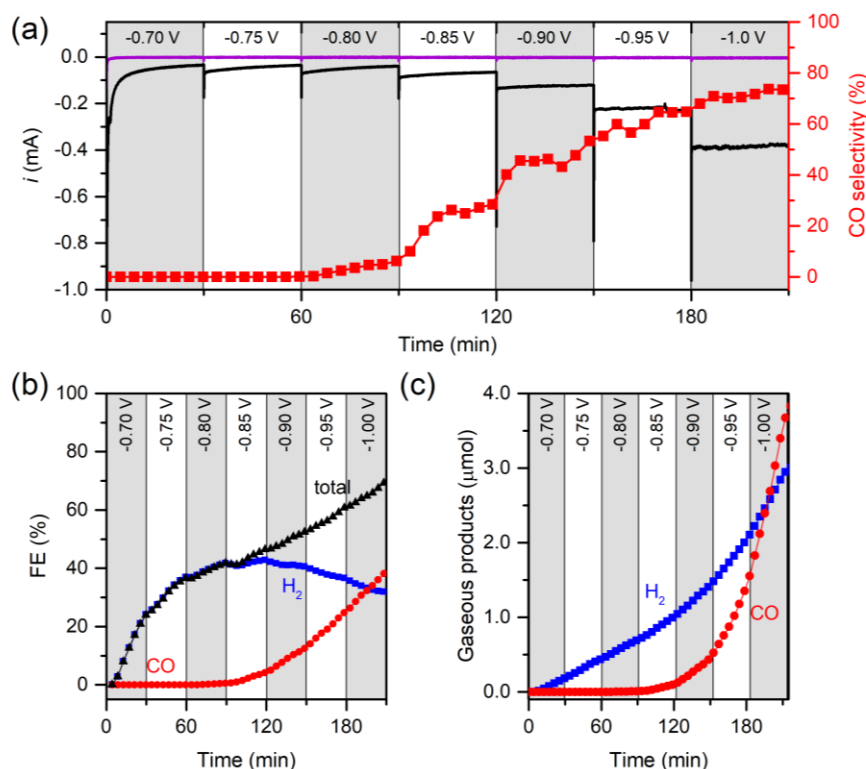 (a)
-0.70 V -0.75 V -0.80 V -0.85 V -0.90 V -0.95 V -1.0 V
0.0
-0.2
-0.4
-0.6
-0.8
-1.0
i (mA)
100
80
60
40
20
0
CO selectivity (%)
0 60 120 180
Time (min)
(b)
-0.70 V
-0.75 V
-0.80 V
-0.85 V
-0.90 V
-0.95 V
-1.00 V
100
80
60
40
20
0
FE (%)
total
H2
CO
0 60 120 180
Time (min)
(c)
-0.70 V
-0.75 V
-0.80 V
-0.85 V
-0.90 V
-0.95 V
-1.00 V
4.0
3.0
2.0
1.0
0.0
Gaseous products (μmol)
H2
CO
0 60 120 180
Time (min)